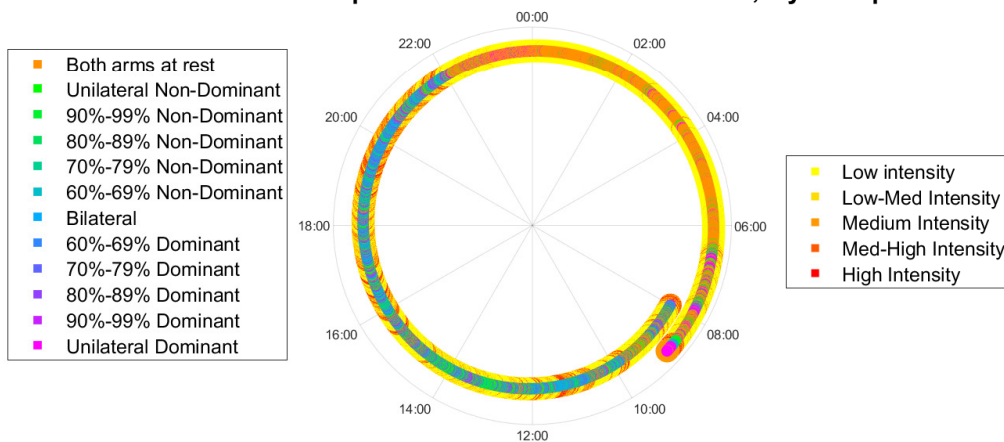 00:00
22:00
02:00
20:00
04:00
18:00
06:00
16:00
08:00
14:00
10:00
12:00
Both arms at rest
Unilateral Non-Dominant
90%-99% Non-Dominant
80%-89% Non-Dominant
70%-79% Non-Dominant
60%-69% Non-Dominant
Bilateral
60%-69% Dominant
70%-79% Dominant
80%-89% Dominant
90%-99% Dominant
Unilateral Dominant
Low intensity
Low-Med Intensity
Medium Intensity
Med-High Intensity
High Intensity